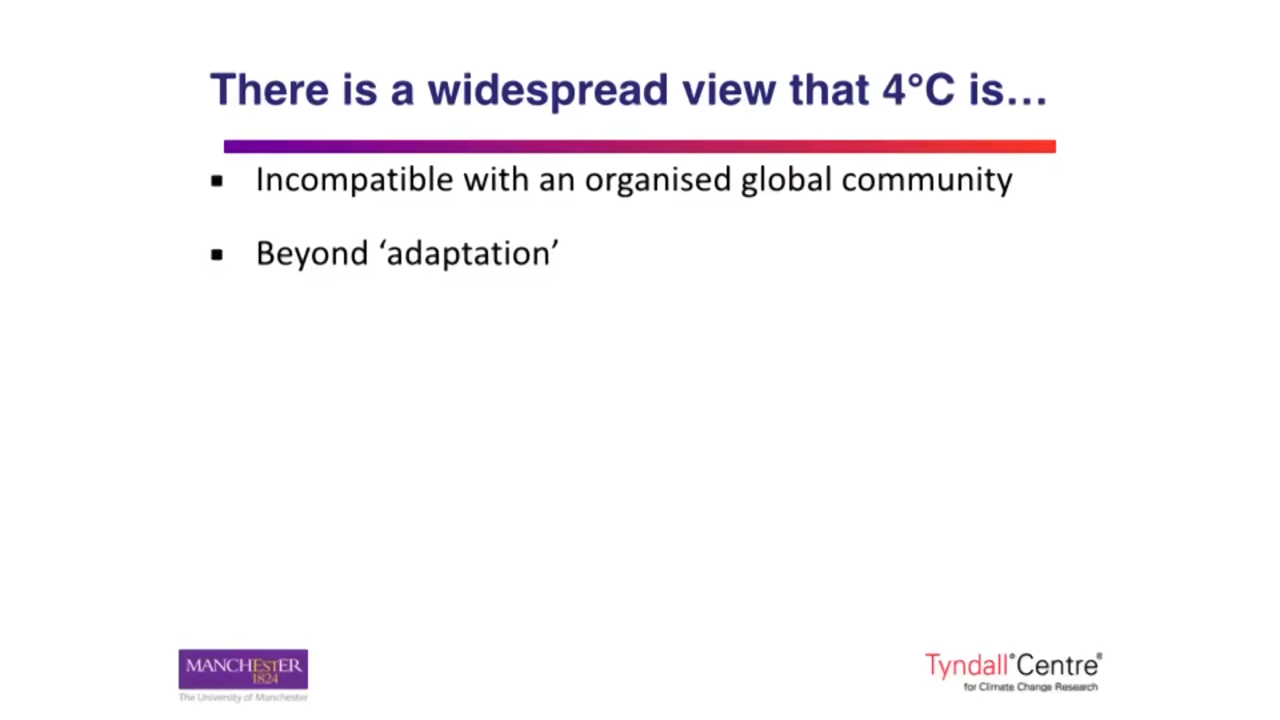 There is a widespread view that 4°C is…
▪ Incompatible with an organised global community
▪ Beyond ‘adaptation’
MANCHESTER
1824
The University of Manchester
Tyndall°Centre®
for Climate Change Research